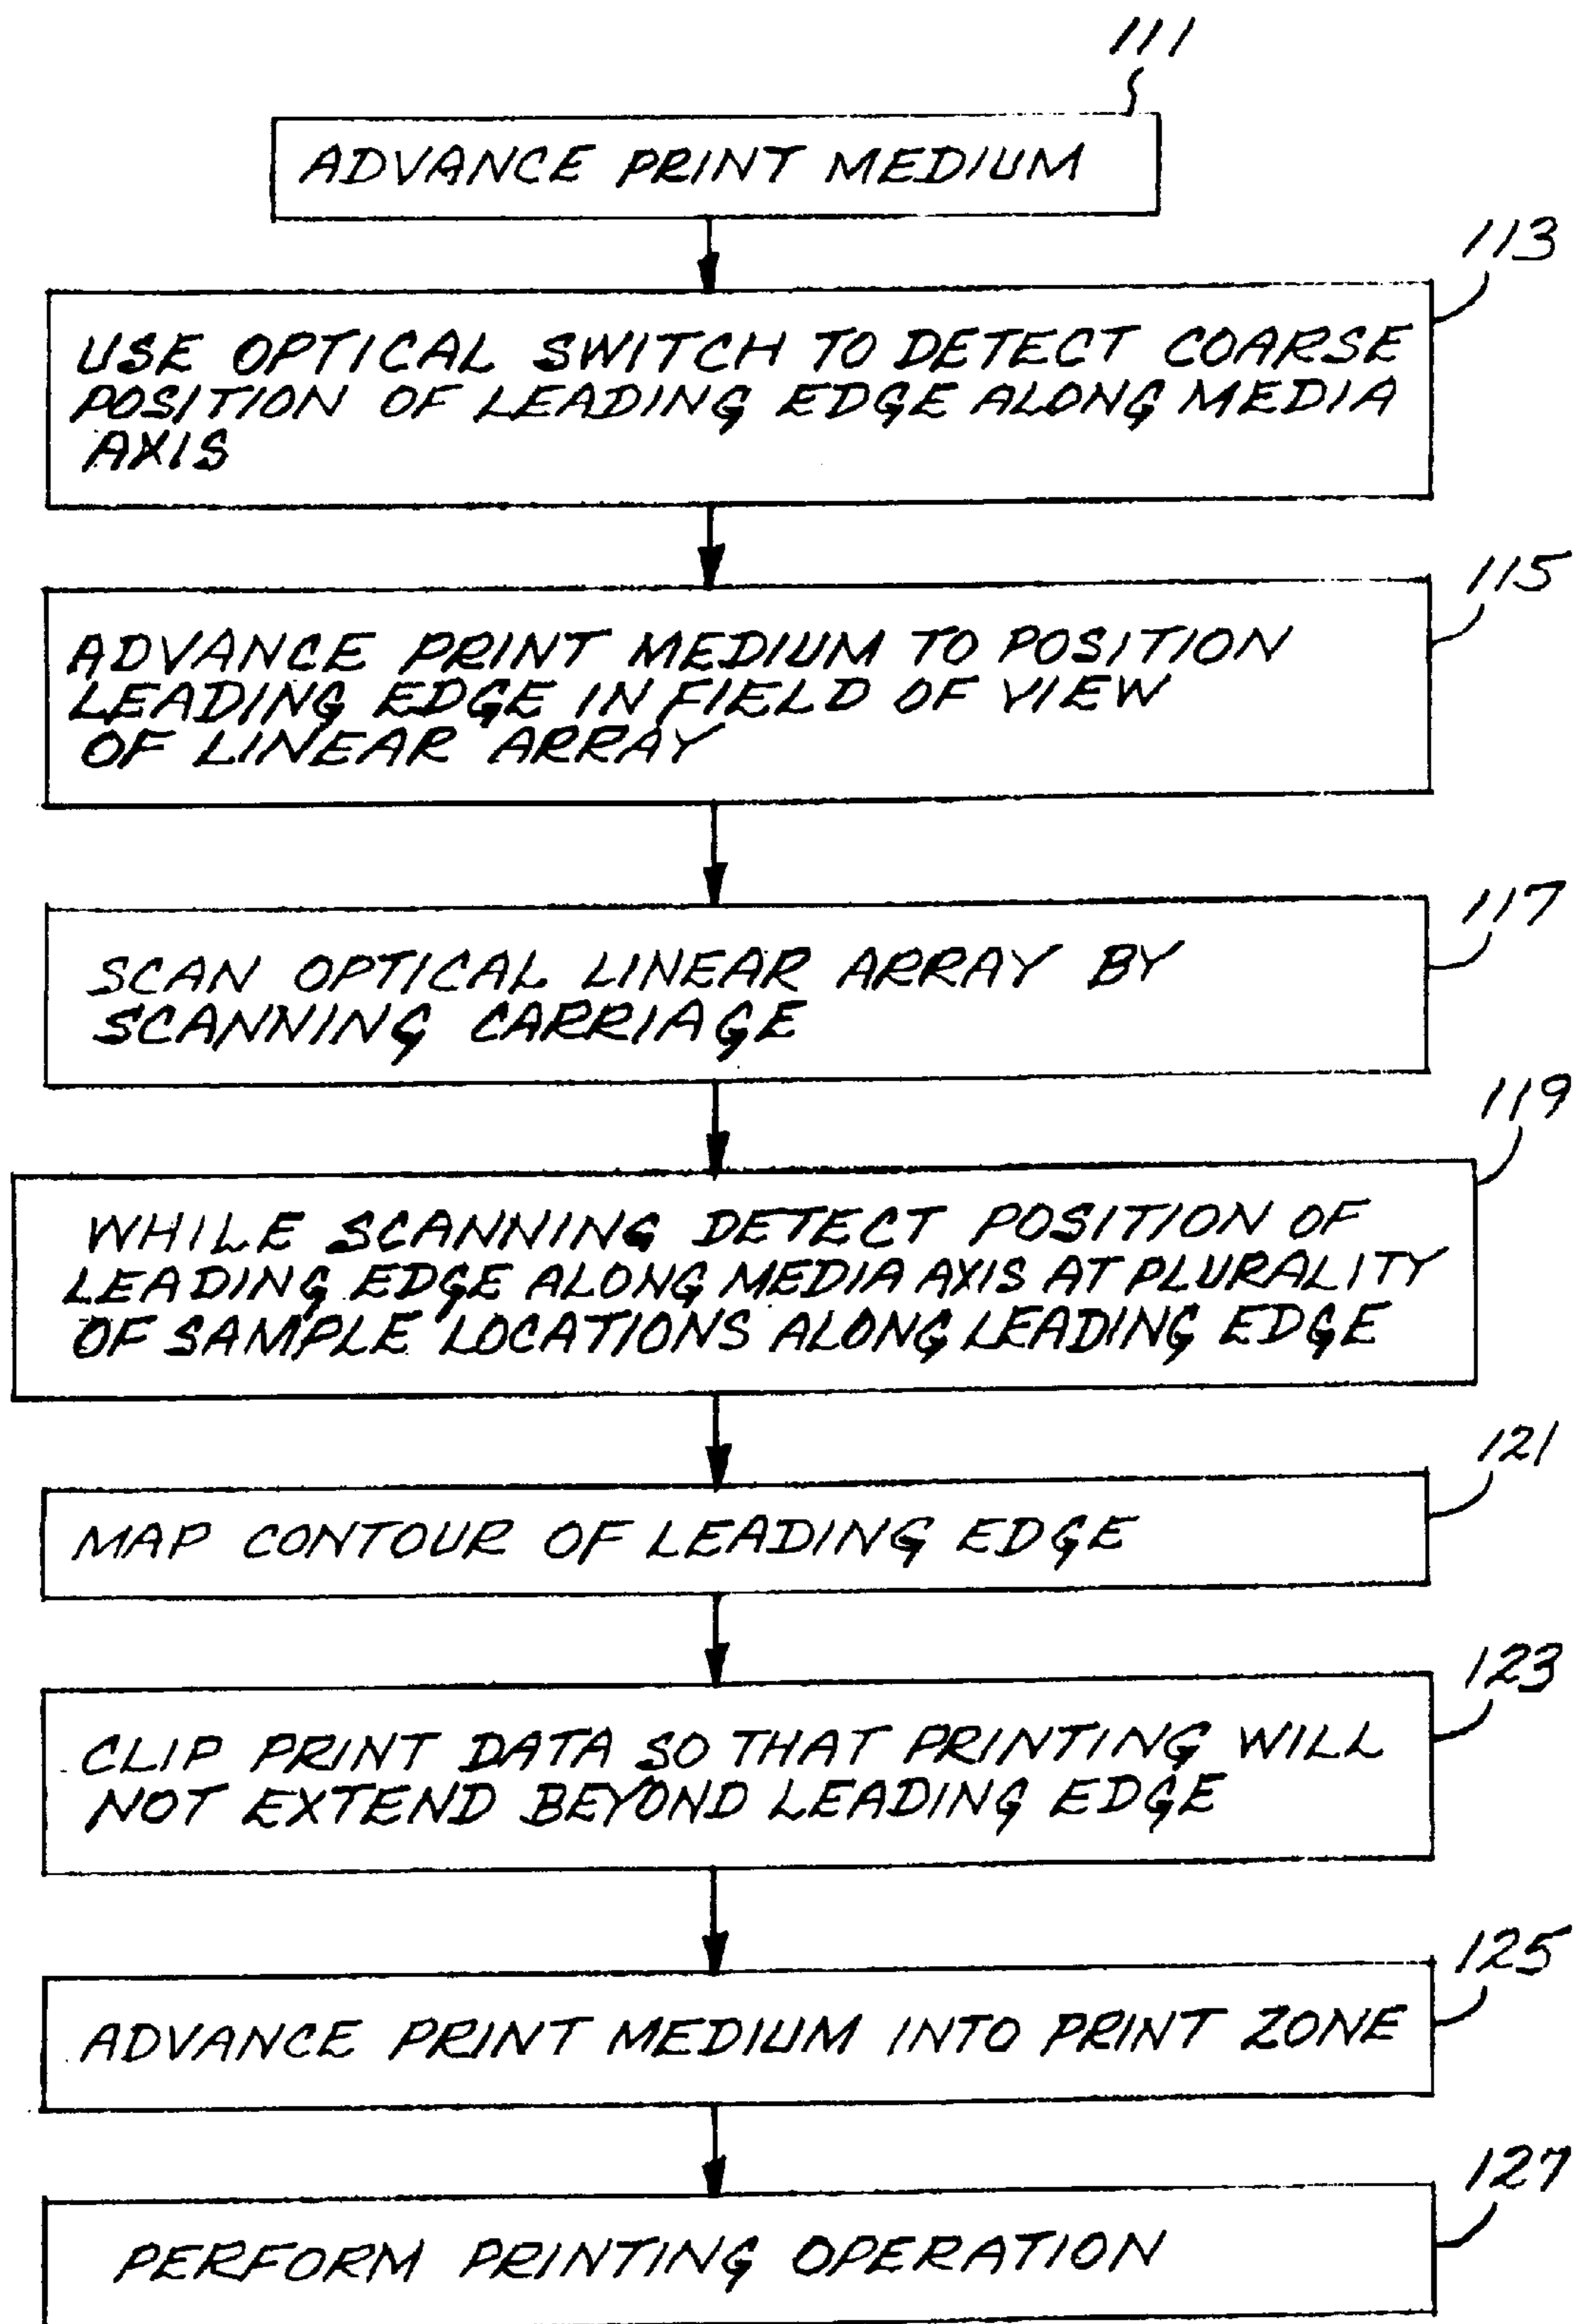 111
ADVANCE PRINT MEDIUM
113
USE OPTICAL SWITCH TO DETECT COARSE
POSITION OF LEADING EDGE ALONG MEDIA
AXIS
115
ADVANCE PRINT MEDIUM TO POSITION
LEADING EDGE IN FIELD OF VIEW
OF LINEAR ARRAY
117
SCAN OPTICAL LINEAR ARRAY BY
SCANNING CARRIAGE
119
WHILE SCANNING DETECT POSITION OF
LEADING EDGE ALONG MEDIA AXIS AT PLURALITY
OF SAMPLE LOCATIONS ALONG LEADING EDGE
121
MAP CONTOUR OF LEADING EDGE
123
CLIP PRINT DATA SO THAT PRINTING WILL
NOT EXTEND BEYOND LEADING EDGE
125
ADVANCE PRINT MEDIUM INTO PRINT ZONE
127
PERFORM PRINTING OPERATION